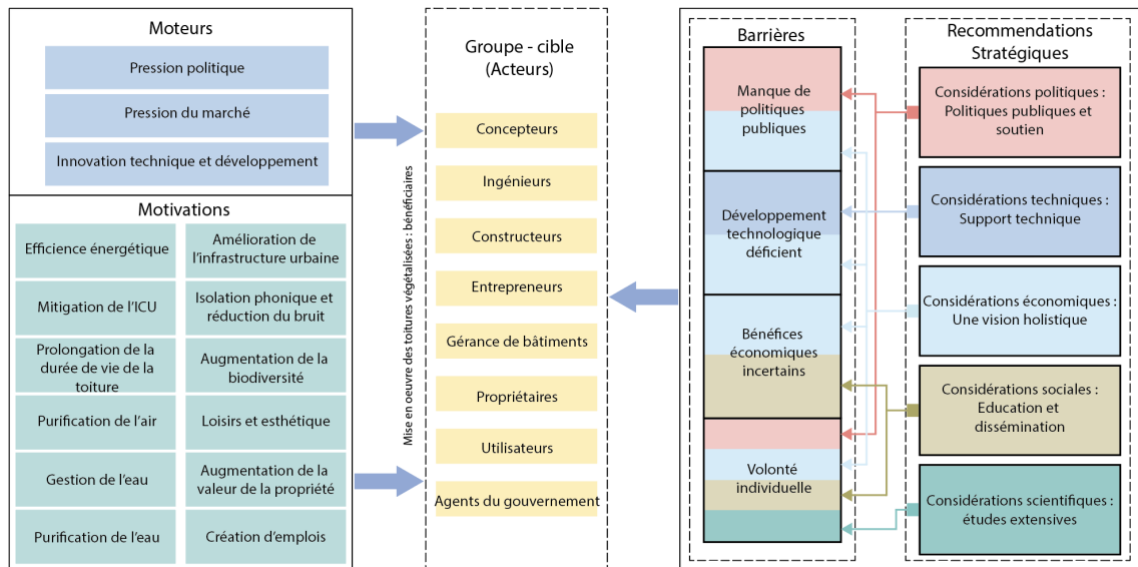 Moteurs
Pression politique
Pression du marché
Innovation technique et développement
Motivations
Efficience énergétique
Amélioration de
l'infrastructure urbaine
Mitigation de l'ICU
Isolation phonique et
réduction du bruit
Prolongation de la
durée de vie de la
toiture
Augmentation de la
biodiversité
Purification de l'air
Loisirs et esthétique
Gestion de l'eau
Augmentation de la
valeur de la propriété
Purification de l'eau
Création d'emplois
Mise en oeuvre des toitures végétalisées : bénéficiaires
Groupe - cible
(Acteurs)
Concepteurs
Ingénieurs
Constructeurs
Entrepreneurs
Gérance de bâtiments
Propriétaires
Utilisateurs
Agents du gouvernement
Barrières
Manque de
politiques
publiques
Développement
technologique
déficient
Bénéfices
économiques
incertains
Volonté
individuelle
Recommendations
Stratégiques
Considérations politiques :
Politiques publiques et
soutien
Considérations techniques :
Support technique
Considérations économiques :
Une vision holistique
Considérations sociales :
Education et
dissémination
Considérations scientifiques :
études extensives